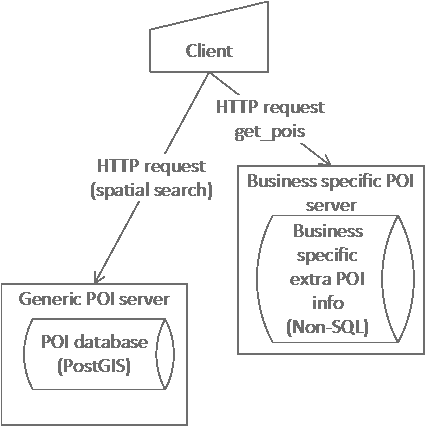 Client
HTTP request
get_pois
HTTP request
(spatial search)
Business specific POI
server
Business
specific
extra POI
info
(Non-SQL)
Generic POI server
POI database
(PostGIS)